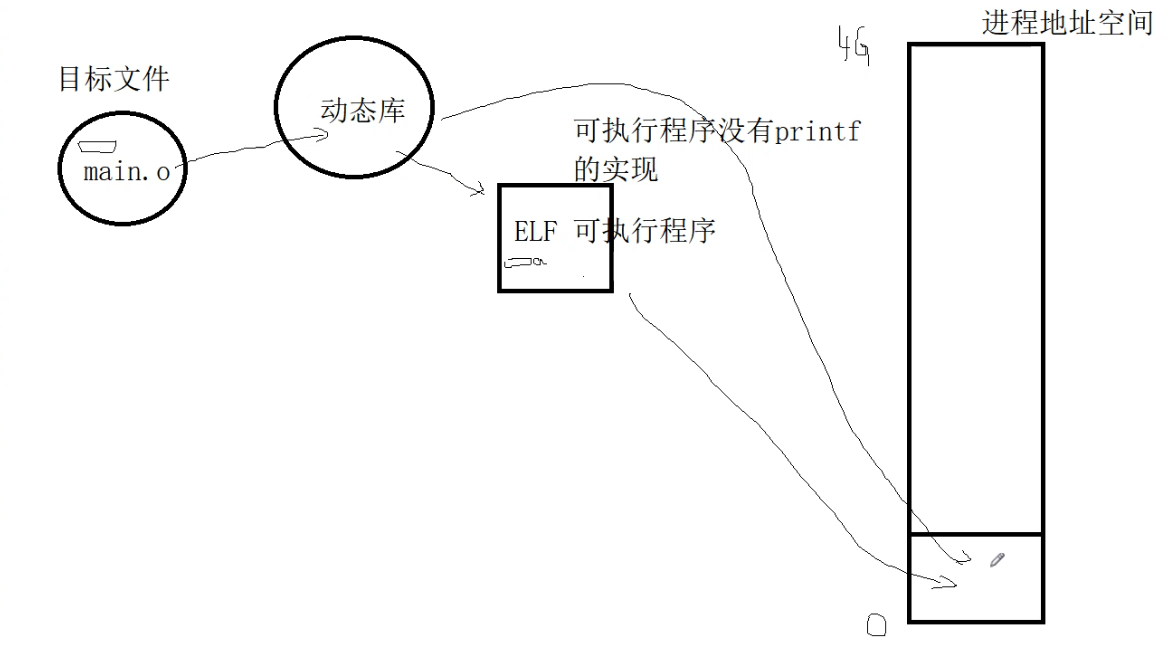 进程地址空间
4G
目标文件
动态库
main.o
可执行程序没有printf
的实现
ELF 可执行程序
0